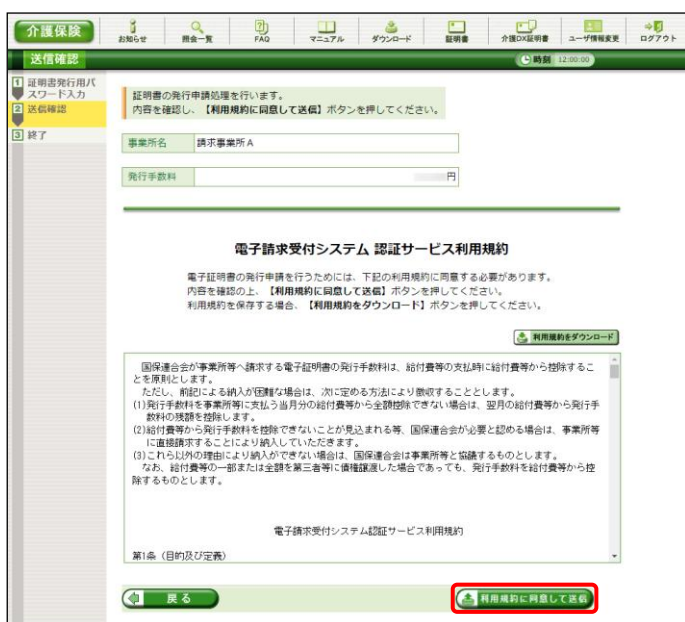 介護保険
お知らせ
照会一覧
FAQ
マニュアル
ダウンロード
証明書
介護DX証明書
ユーザ情報変更
ログアウト
送信確認
時刻 12:00:00
1 証明書発行用パ
スワード入力
2 送信確認
3 終了
証明書の発行申請処理を行います。
内容を確認し、【利用規約に同意して送信】ボタンを押してください。
事業所名 請求事業所A
発行手数料 円
電子請求受付システム 認証サービス利用規約
電子証明書の発行申請を行うためには、下記の利用規約に同意する必要があります。
内容を確認の上、【利用規約に同意して送信】ボタンを押してください。
利用規約を保存する場合、【利用規約をダウンロード】ボタンを押してください。
利用規約をダウンロード
国保連合会が事業所等へ請求する電子証明書の発行手数料は、給付費等の支払時に給付費等から控除するこ
とを原則とします。
ただし、前記による納入が困難な場合は、次に定める方法により徴収することとします。
(1)発行手数料を事業所等に支払う当月分の給付費等から全額控除できない場合は、翌月の給付費等から発行手
数料の残額を控除します。
(2)給付費等から発行手数料を控除できないことが見込まれる等、国保連合会が必要と認める場合は、事業所等
に直接請求することにより納入していただきます。
(3)これら以外の理由により納入ができない場合は、国保連合会は事業所等と協議するものとします。
なお、給付費等の一部または全額を第三者等に債権譲渡した場合であっても、発行手数料を給付費等から控
除するものとします。
電子請求受付システム認証サービス利用規約
第1条（目的及び定義）
戻る
利用規約に同意して送信